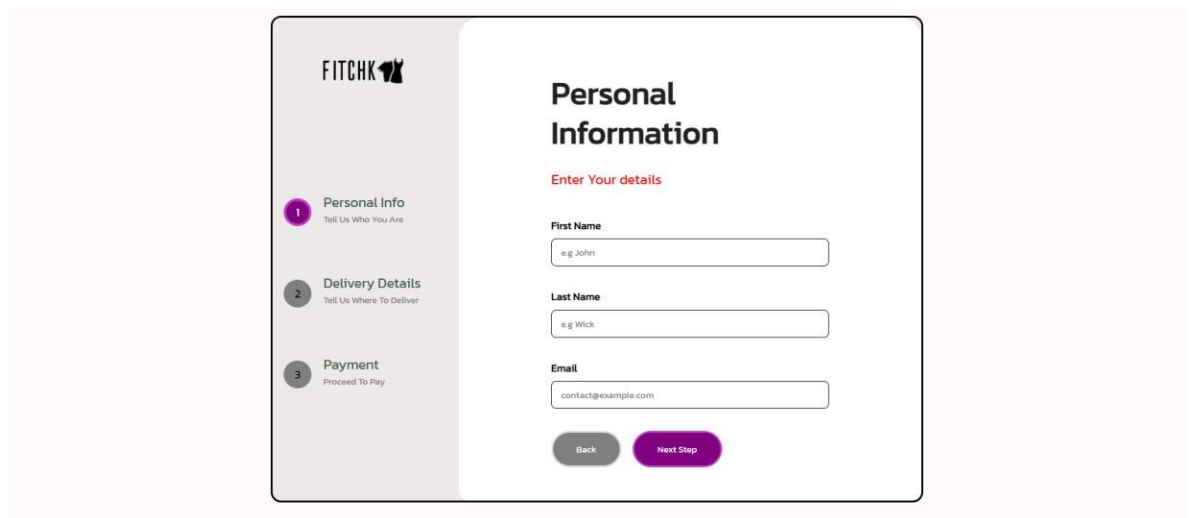 FITCHK
1
Personal Info
Tell Us Who You Are
2
Delivery Details
Tell Us Where To Deliver
3
Payment
Proceed To Pay
Personal
Information
Enter Your details
First Name
e.g John
Last Name
e.g Wick
Email
contact@example.com
Back
Next Step